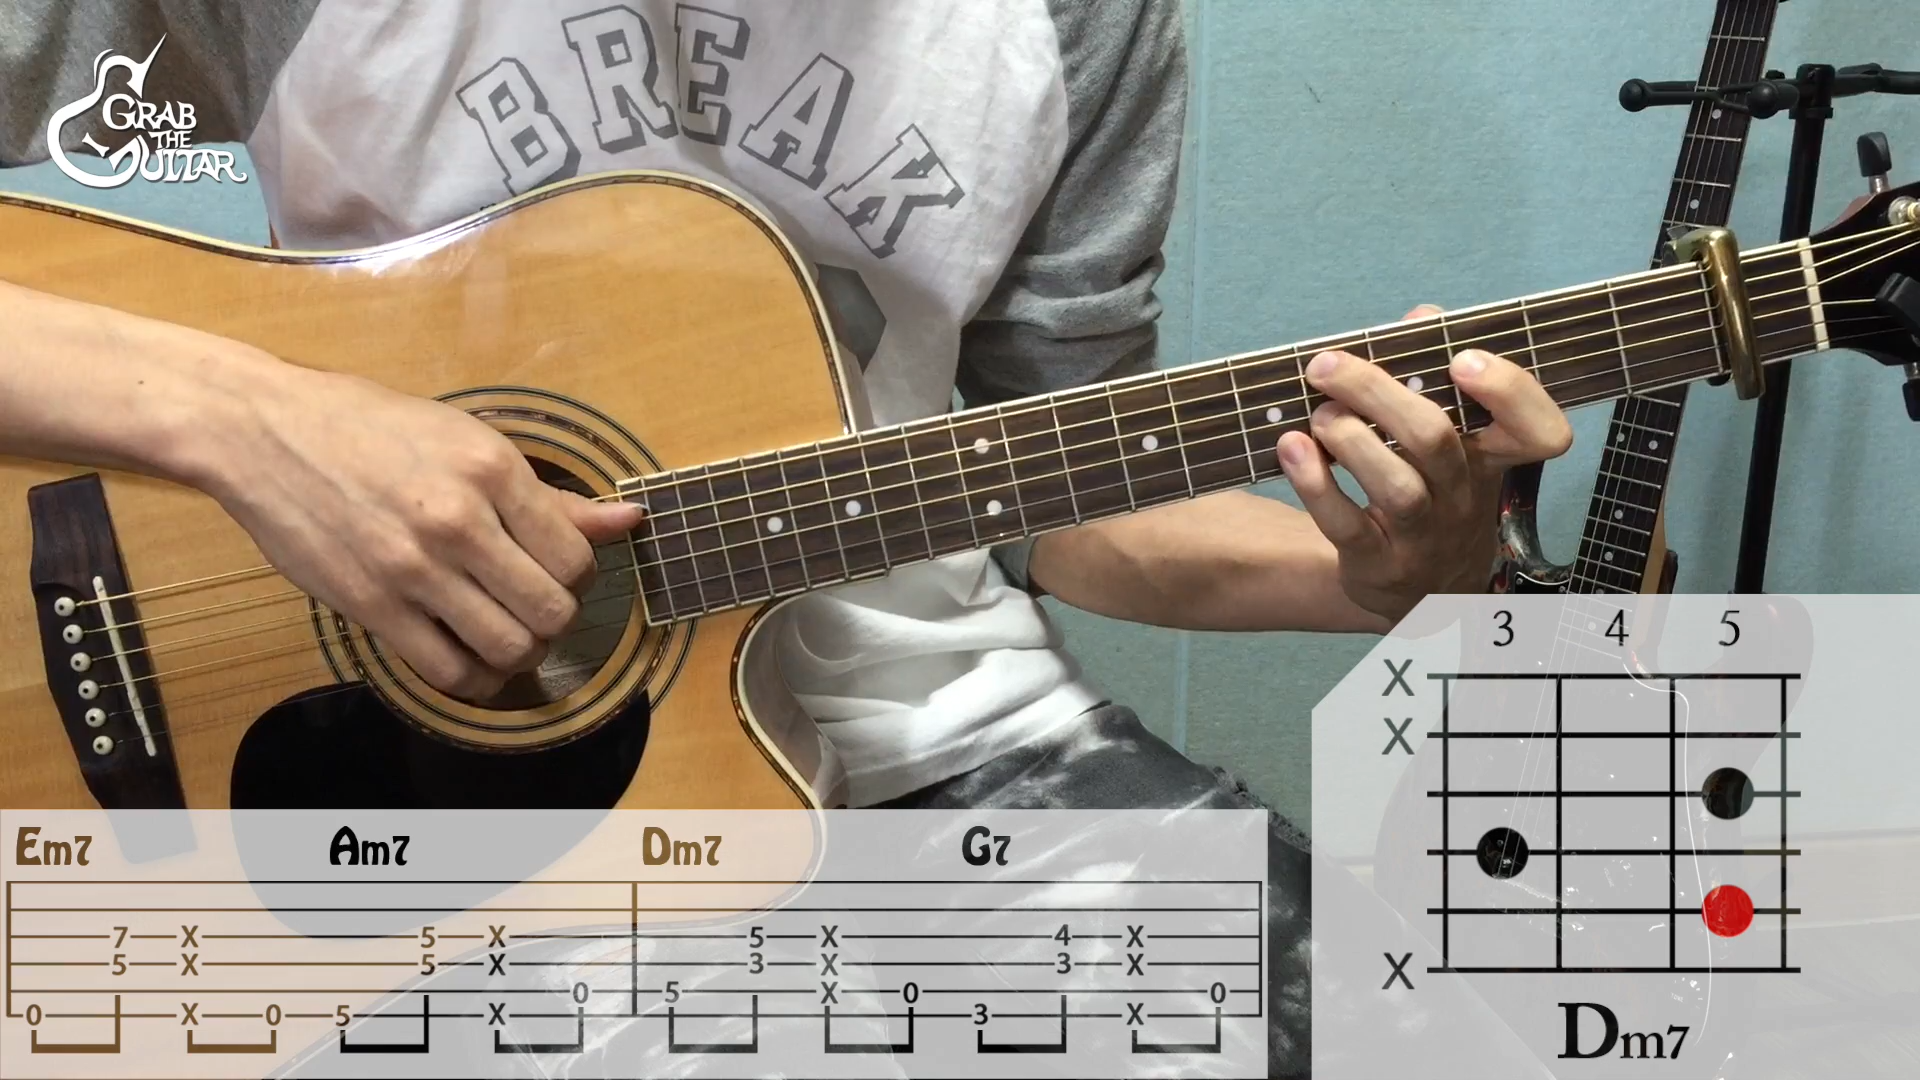 GRAB
THE
GUITAR
BREAK
3 4 5
X
X
X
Dm7
Em7 Am7 Dm7 G7
7 X 5 X 5 X 4 X
5 X 5 X 3 X 3 X
0 5 X 0 0
0 X 0 5 X 3 X